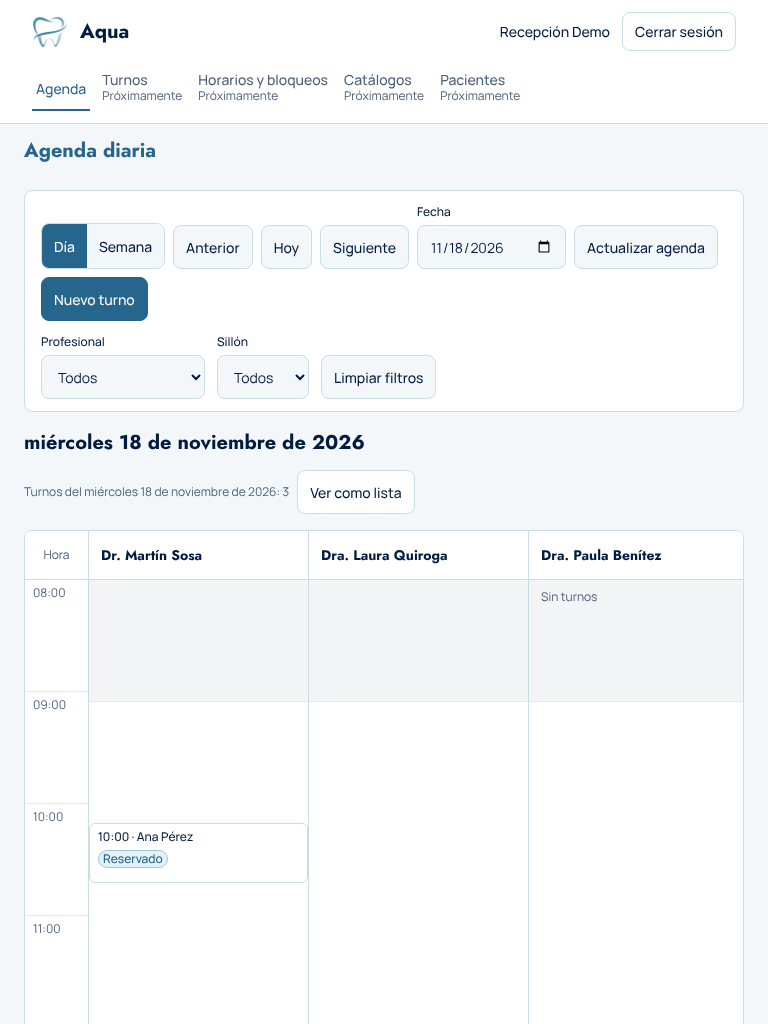 Aqua
Recepción Demo
Cerrar sesión
Agenda
Turnos
Próximamente
Horarios y bloqueos
Próximamente
Catálogos
Próximamente
Pacientes
Próximamente
Agenda diaria
Fecha
Día
Semana
Anterior
Hoy
Siguiente
11/18/2026
Actualizar agenda
Nuevo turno
Profesional
Sillón
Todos
Todos
Limpiar filtros
miércoles 18 de noviembre de 2026
Turnos del miércoles 18 de noviembre de 2026: 3
Ver como lista
Hora
Dr. Martín Sosa
Dra. Laura Quiroga
Dra. Paula Benítez
08:00
Sin turnos
09:00
10:00
10:00 · Ana Pérez
Reservado
11:00